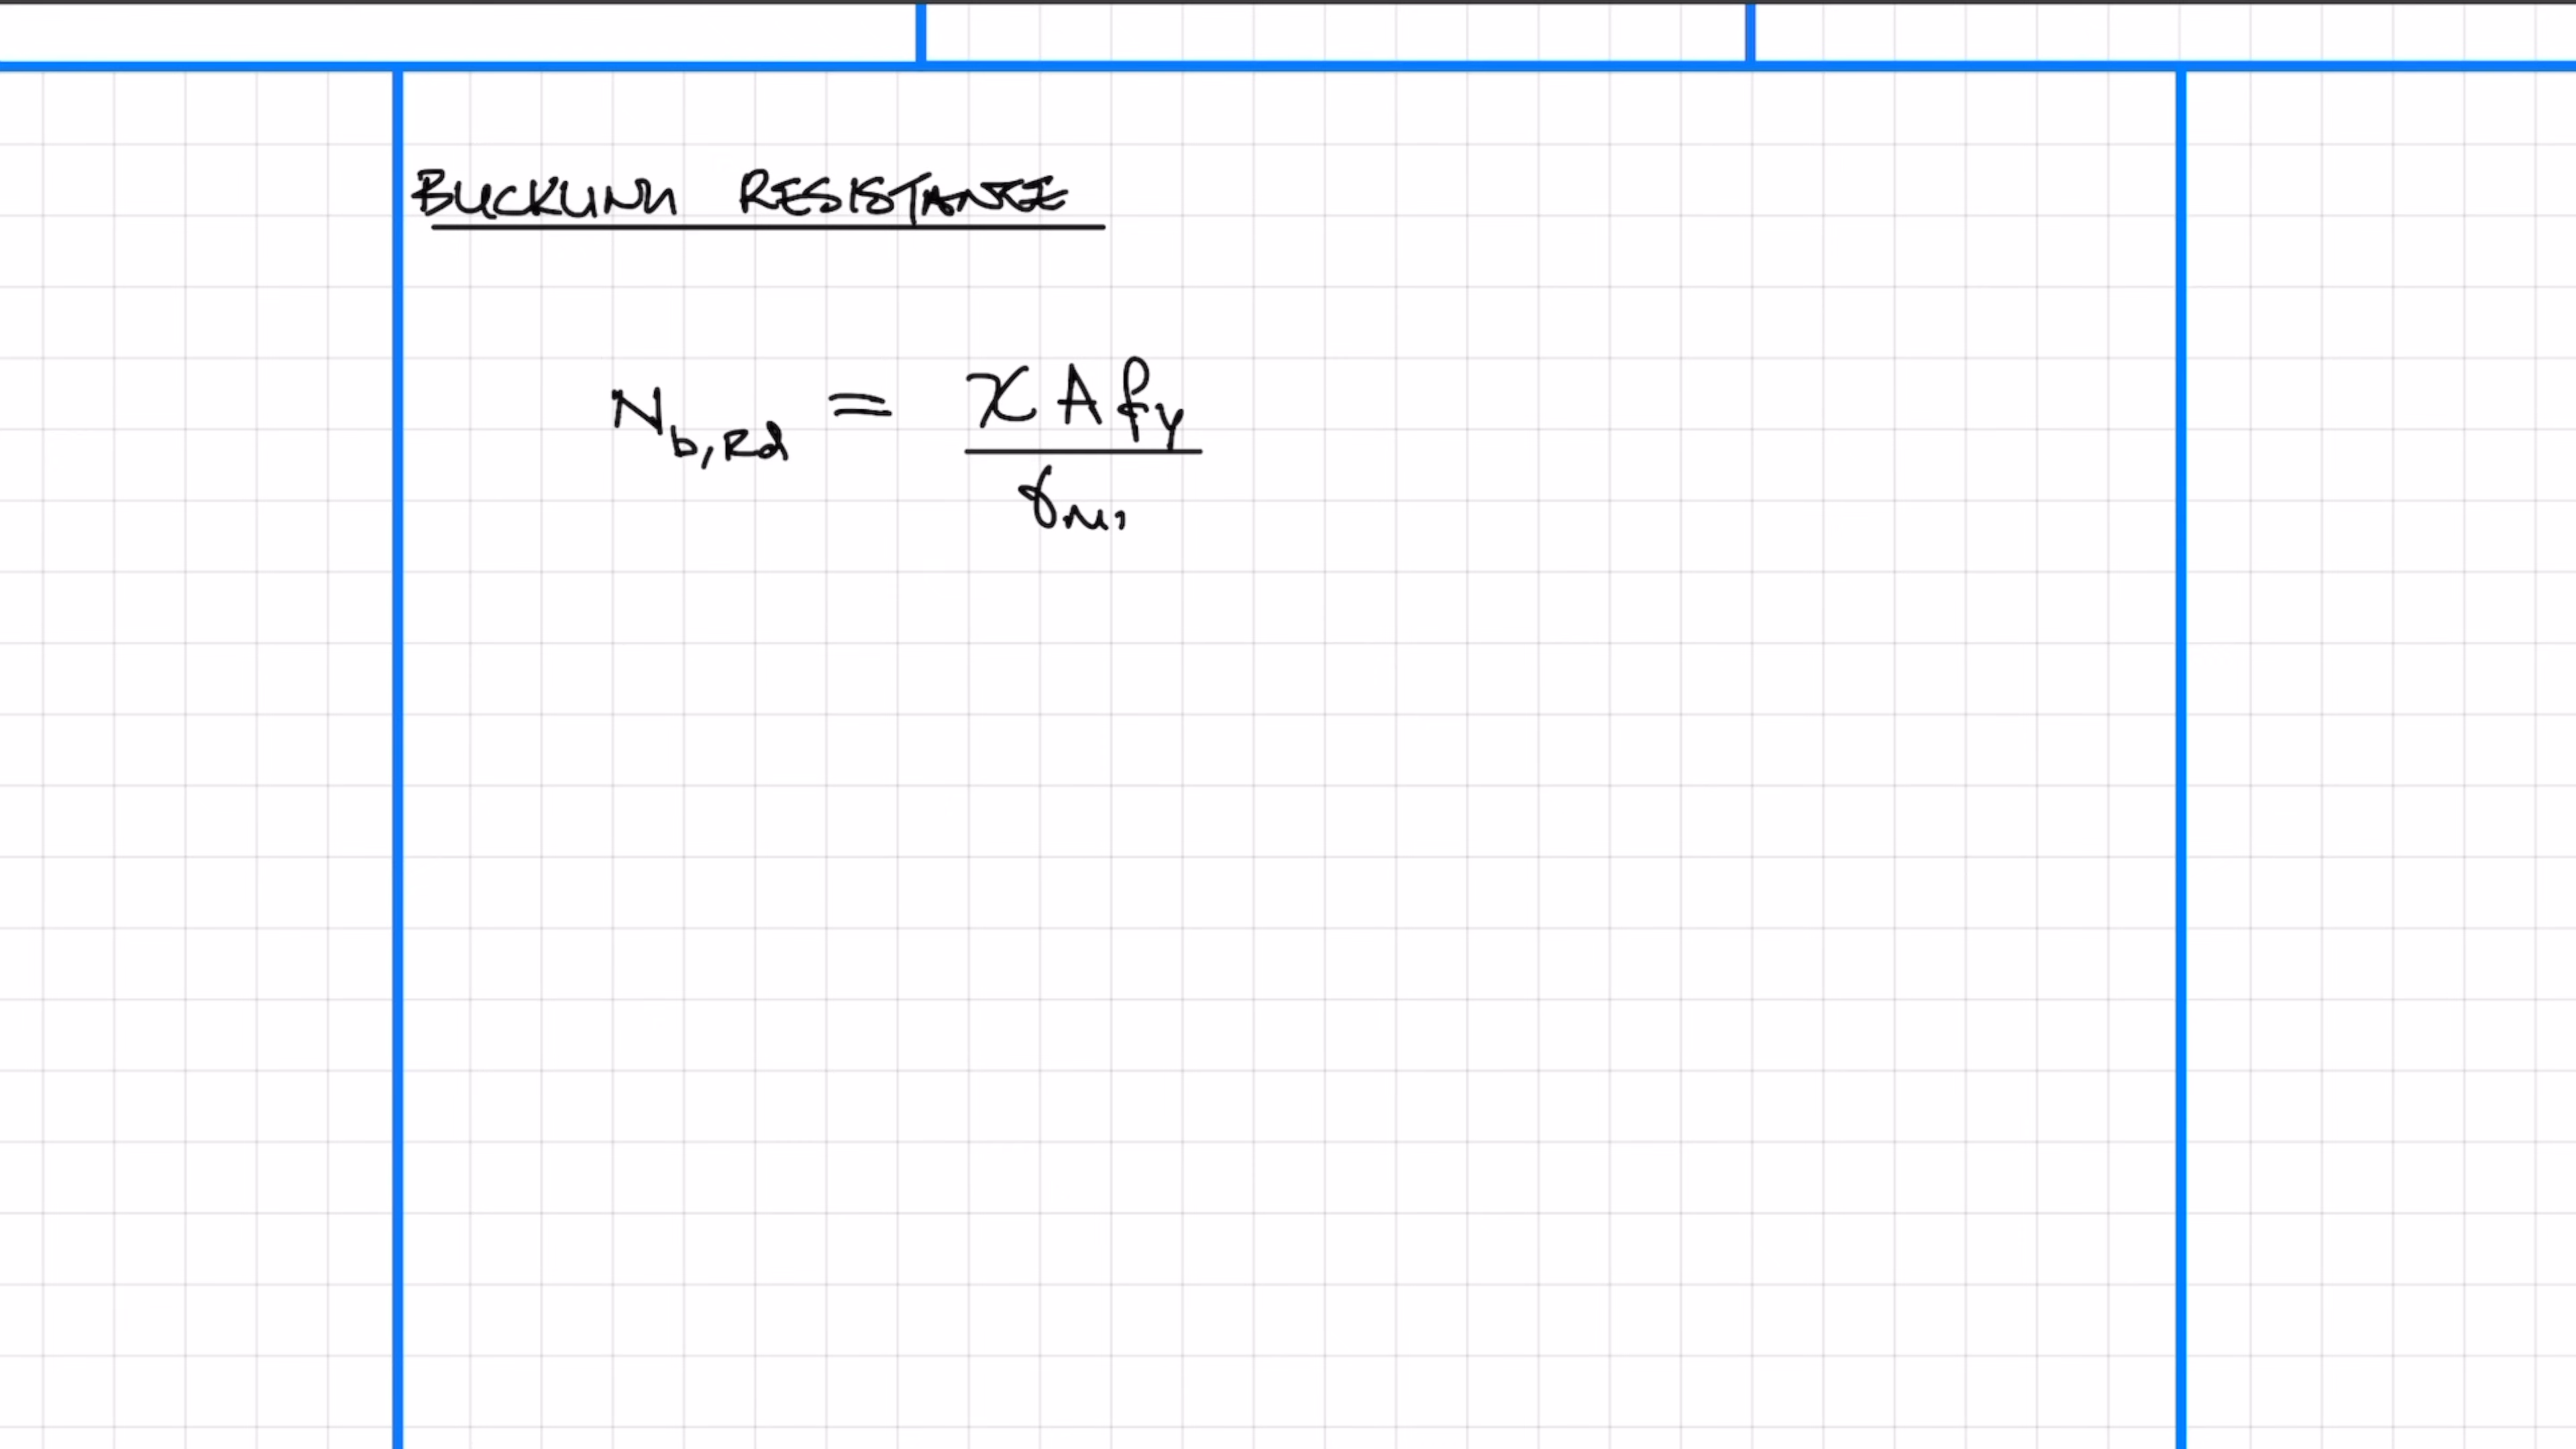 BUCKLING RESISTANCE
N_b,Rd = χ A f_y / γ_M1